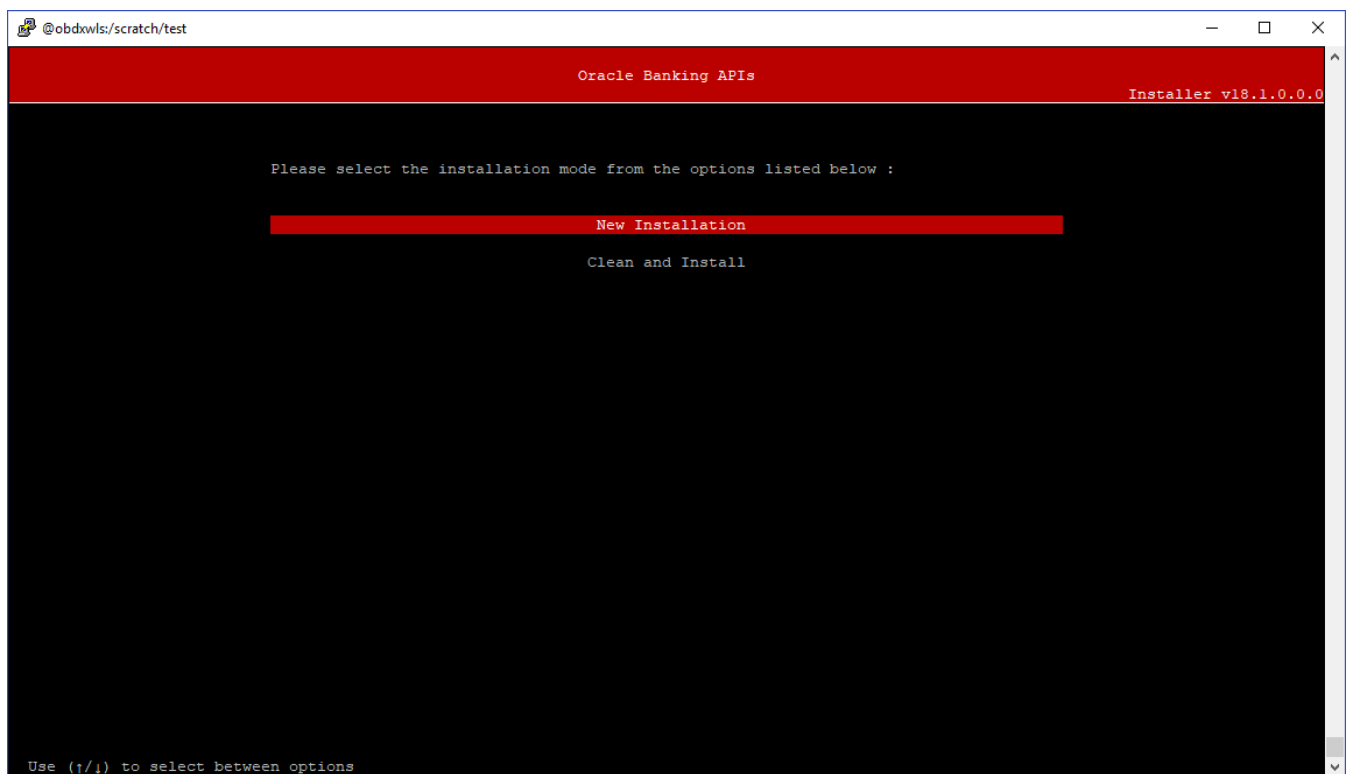 @obdxwls:/scratch/test
Oracle Banking APIs
Installer v18.1.0.0.0
Please select the installation mode from the options listed below :
New Installation
Clean and Install
Use (↑/↓) to select between options